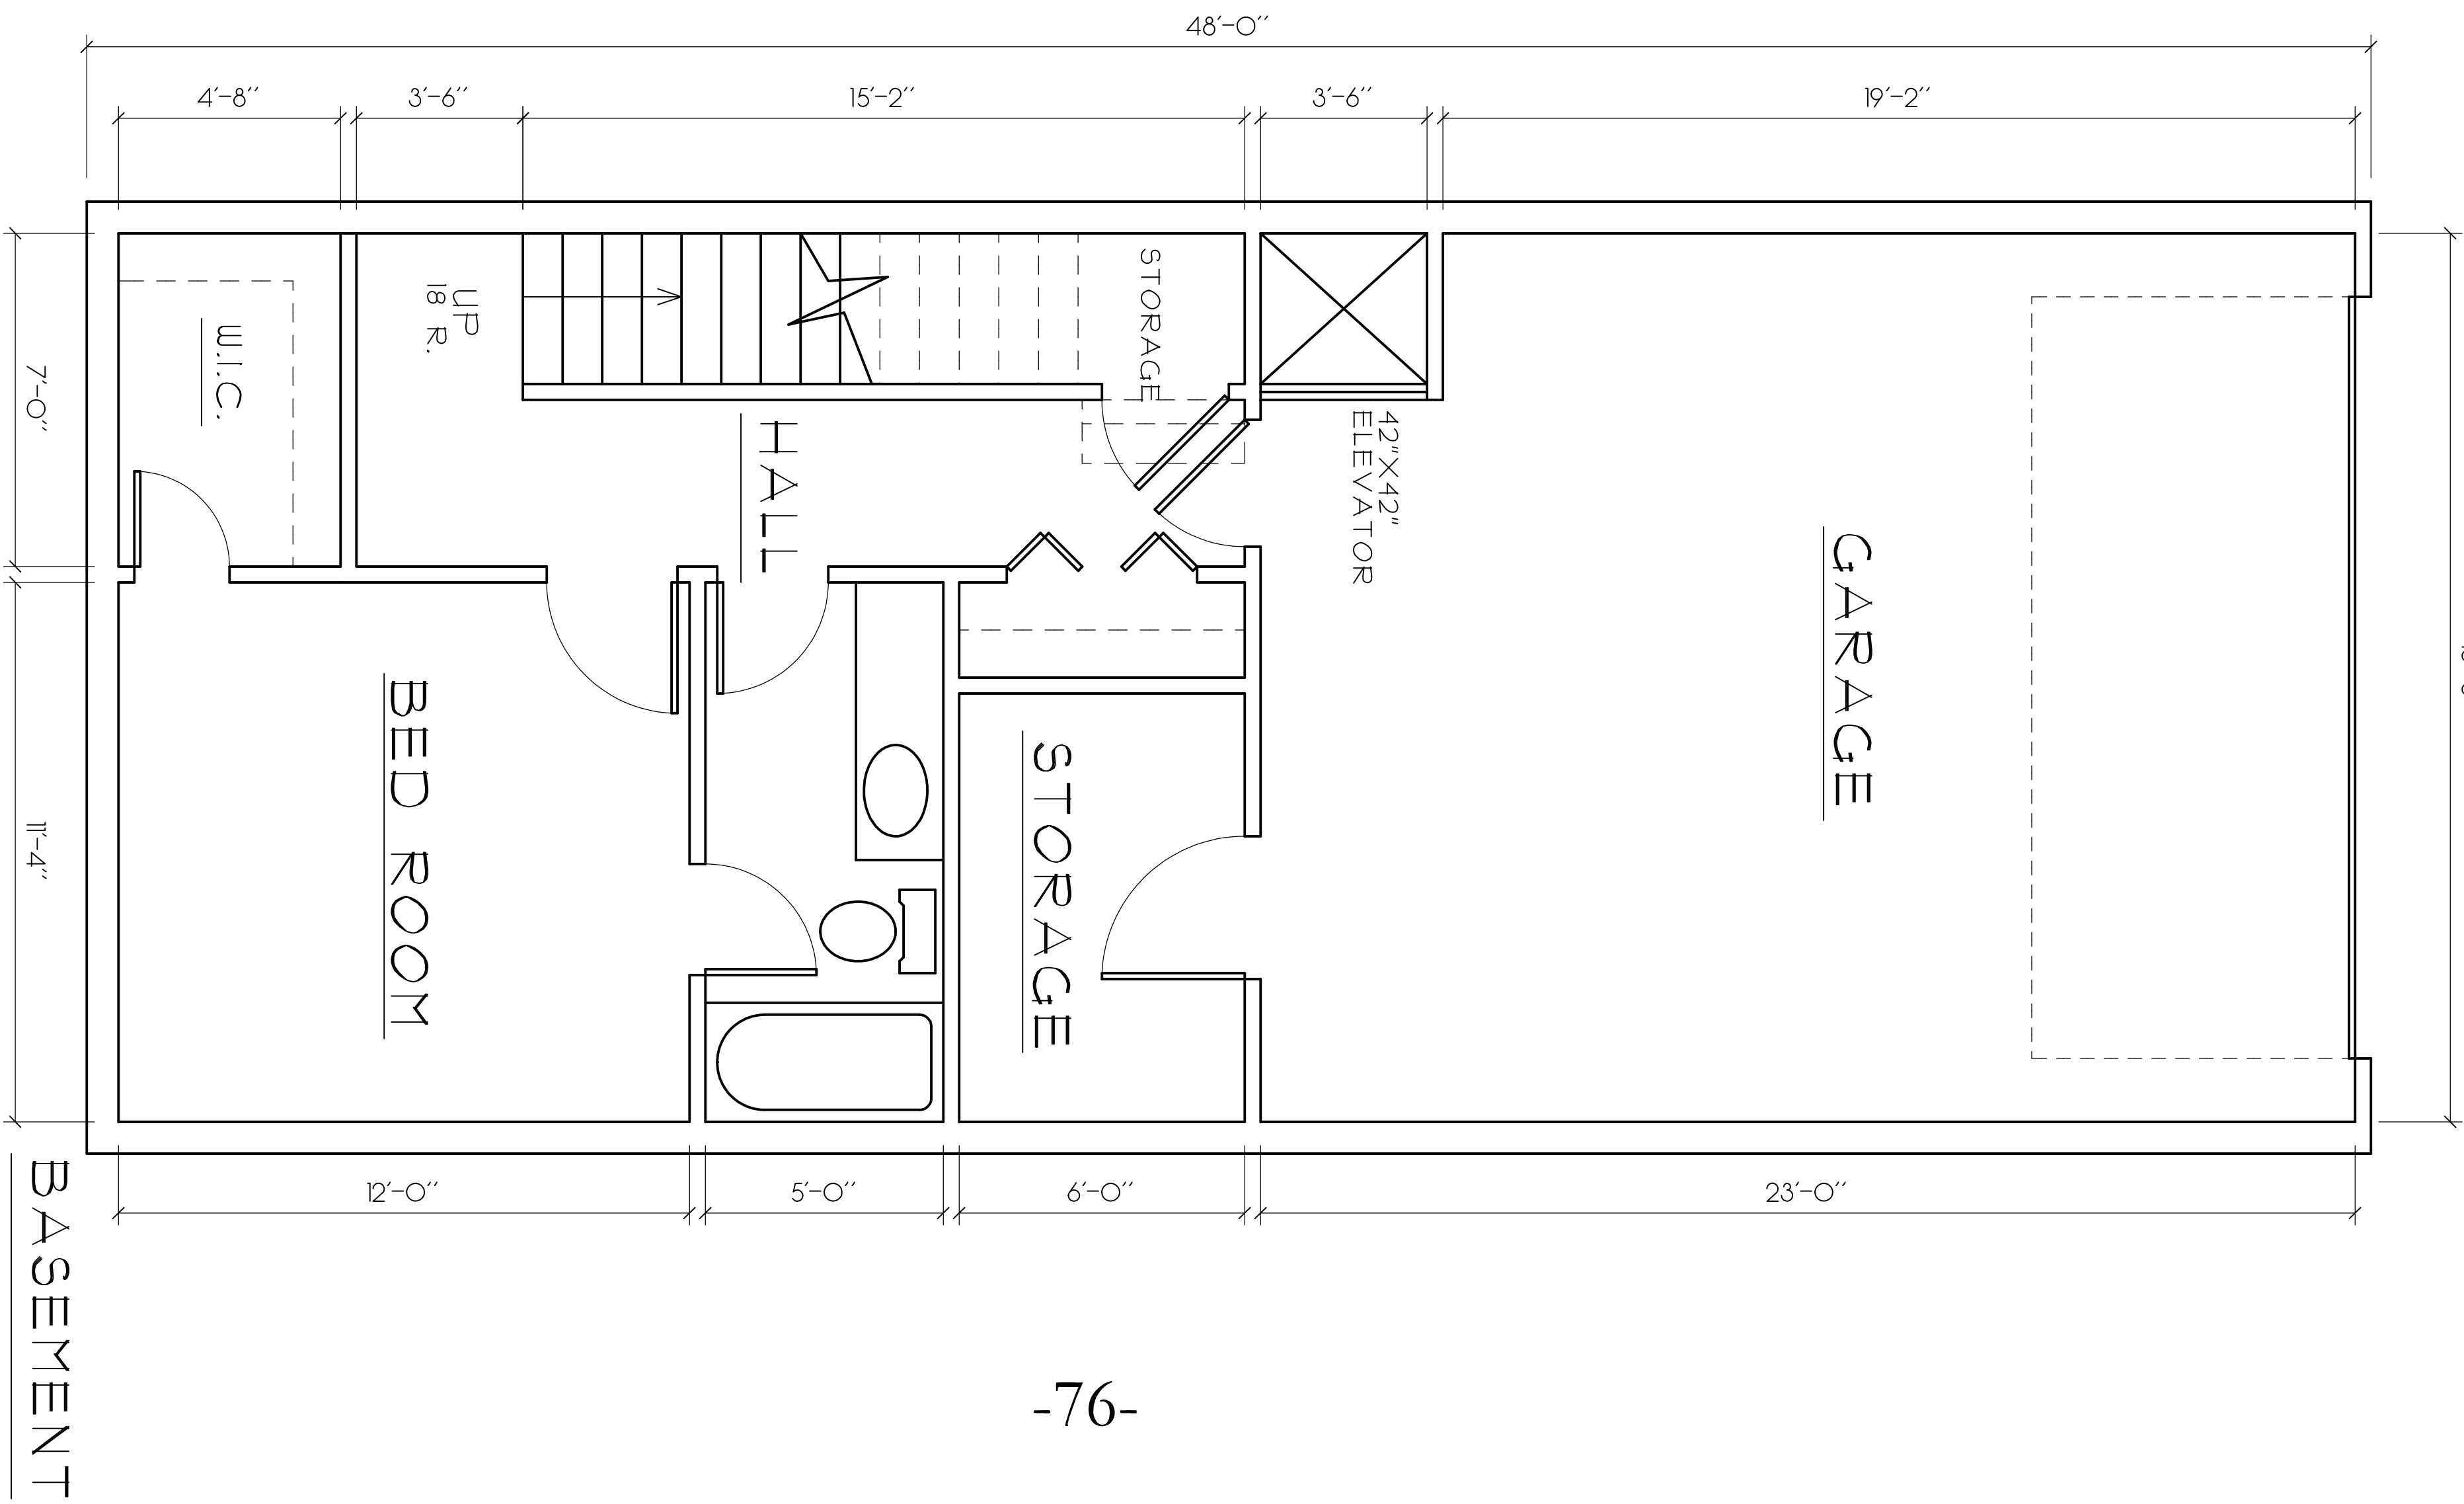 48'-0"
4'-8"
3'-6"
15'-2"
3'-6"
19'-2"
7'-0"
11'-4"
W.I.C.
UP
18 R.
STORAGE
HALL
42"X42"
ELEVATOR
GARAGE
BED ROOM
STORAGE
12'-0"
5'-0"
6'-0"
23'-0"
BASEMENT
-76-